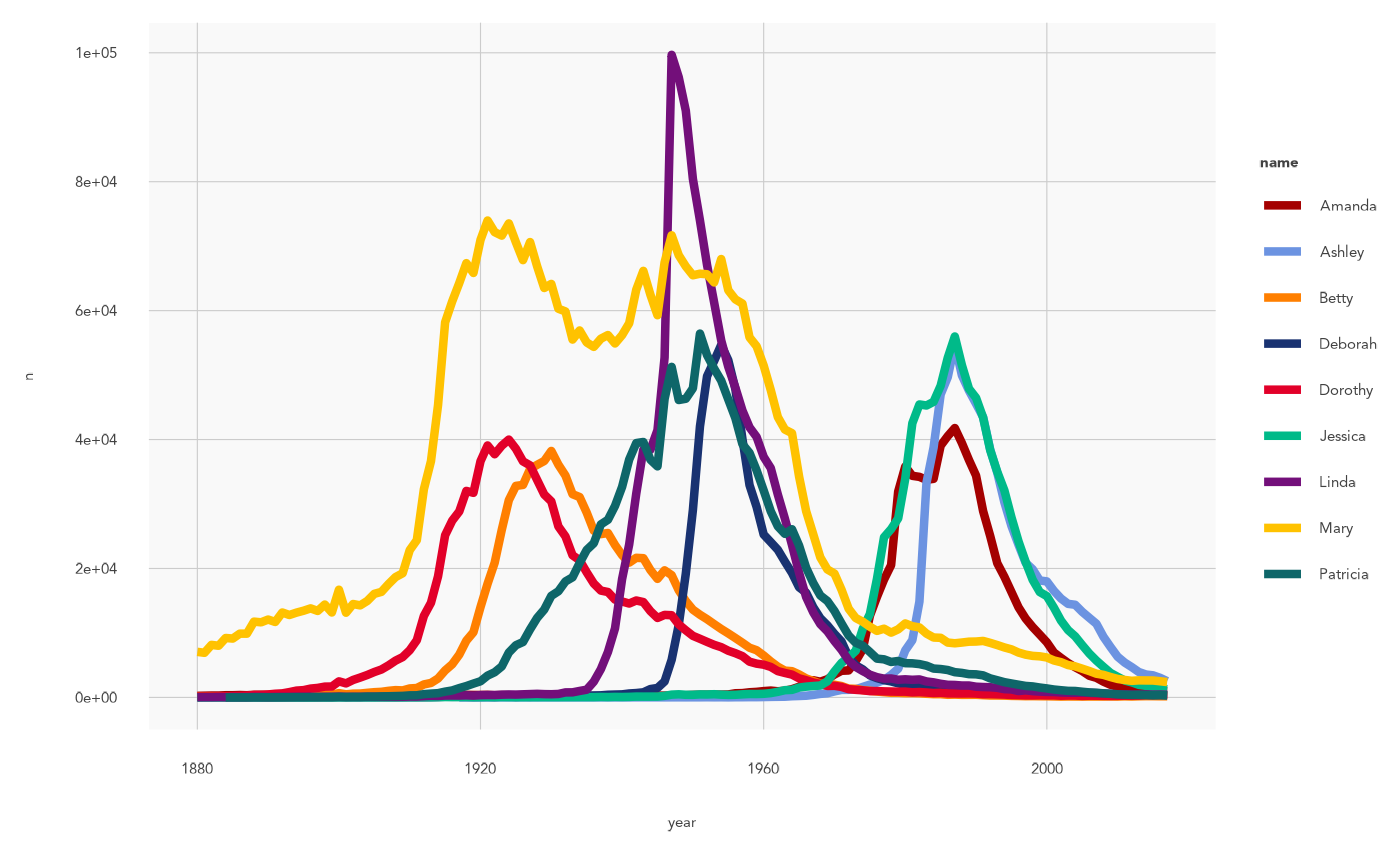 1e+05
8e+04
6e+04
4e+04
2e+04
0e+00
n
1880 1920 1960 2000
year
name
Amanda
Ashley
Betty
Deborah
Dorothy
Jessica
Linda
Mary
Patricia